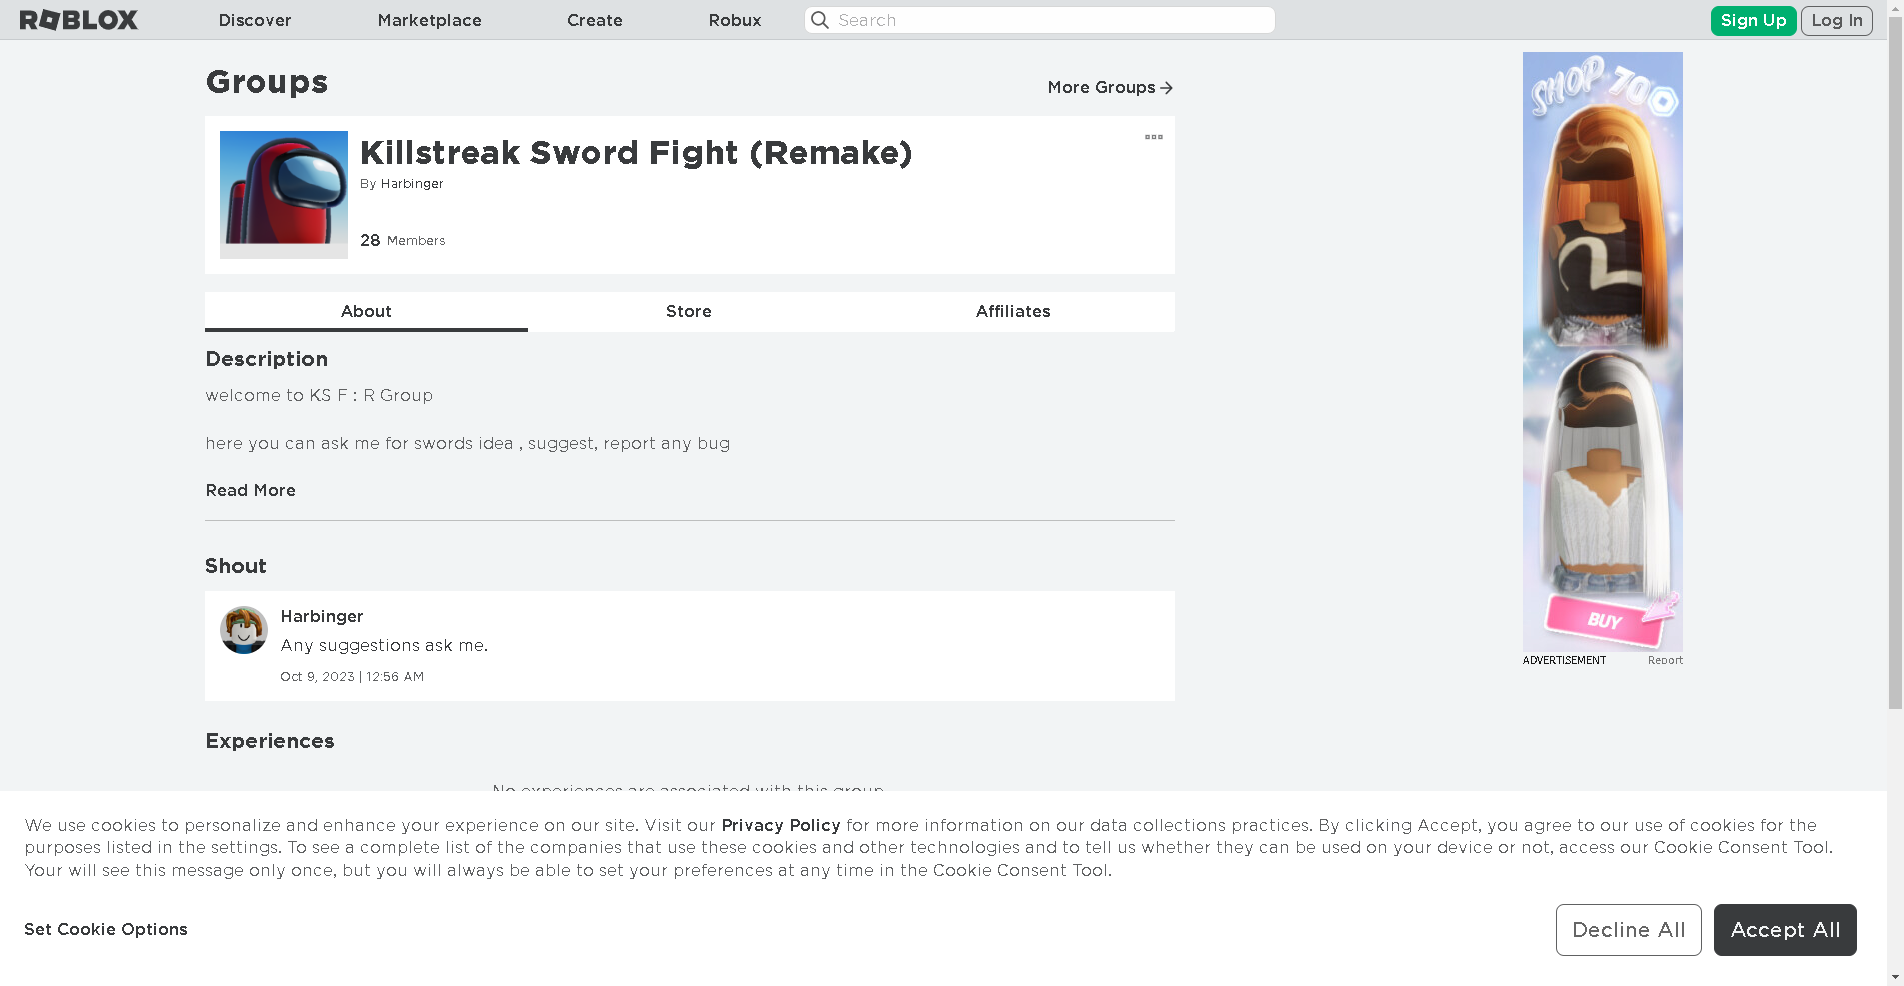 ROBLOX Discover Marketplace Create Robux Search Sign Up Log In
Groups
More Groups
Killstreak Sword Fight (Remake)
By Harbinger
28 Members
About Store Affiliates
Description
welcome to KS F : R Group
here you can ask me for swords idea , suggest, report any bug
Read More
Shout
Harbinger
Any suggestions ask me.
Oct 9, 2023 | 12:56 AM
Experiences
No experiences are associated with this group
SHOP 70
BUY
ADVERTISEMENT Report
We use cookies to personalize and enhance your experience on our site. Visit our Privacy Policy for more information on our data collections practices. By clicking Accept, you agree to our use of cookies for the
purposes listed in the settings. To see a complete list of the companies that use these cookies and other technologies and to tell us whether they can be used on your device or not, access our Cookie Consent Tool.
Your will see this message only once, but you will always be able to set your preferences at any time in the Cookie Consent Tool.
Set Cookie Options
Decline All Accept All